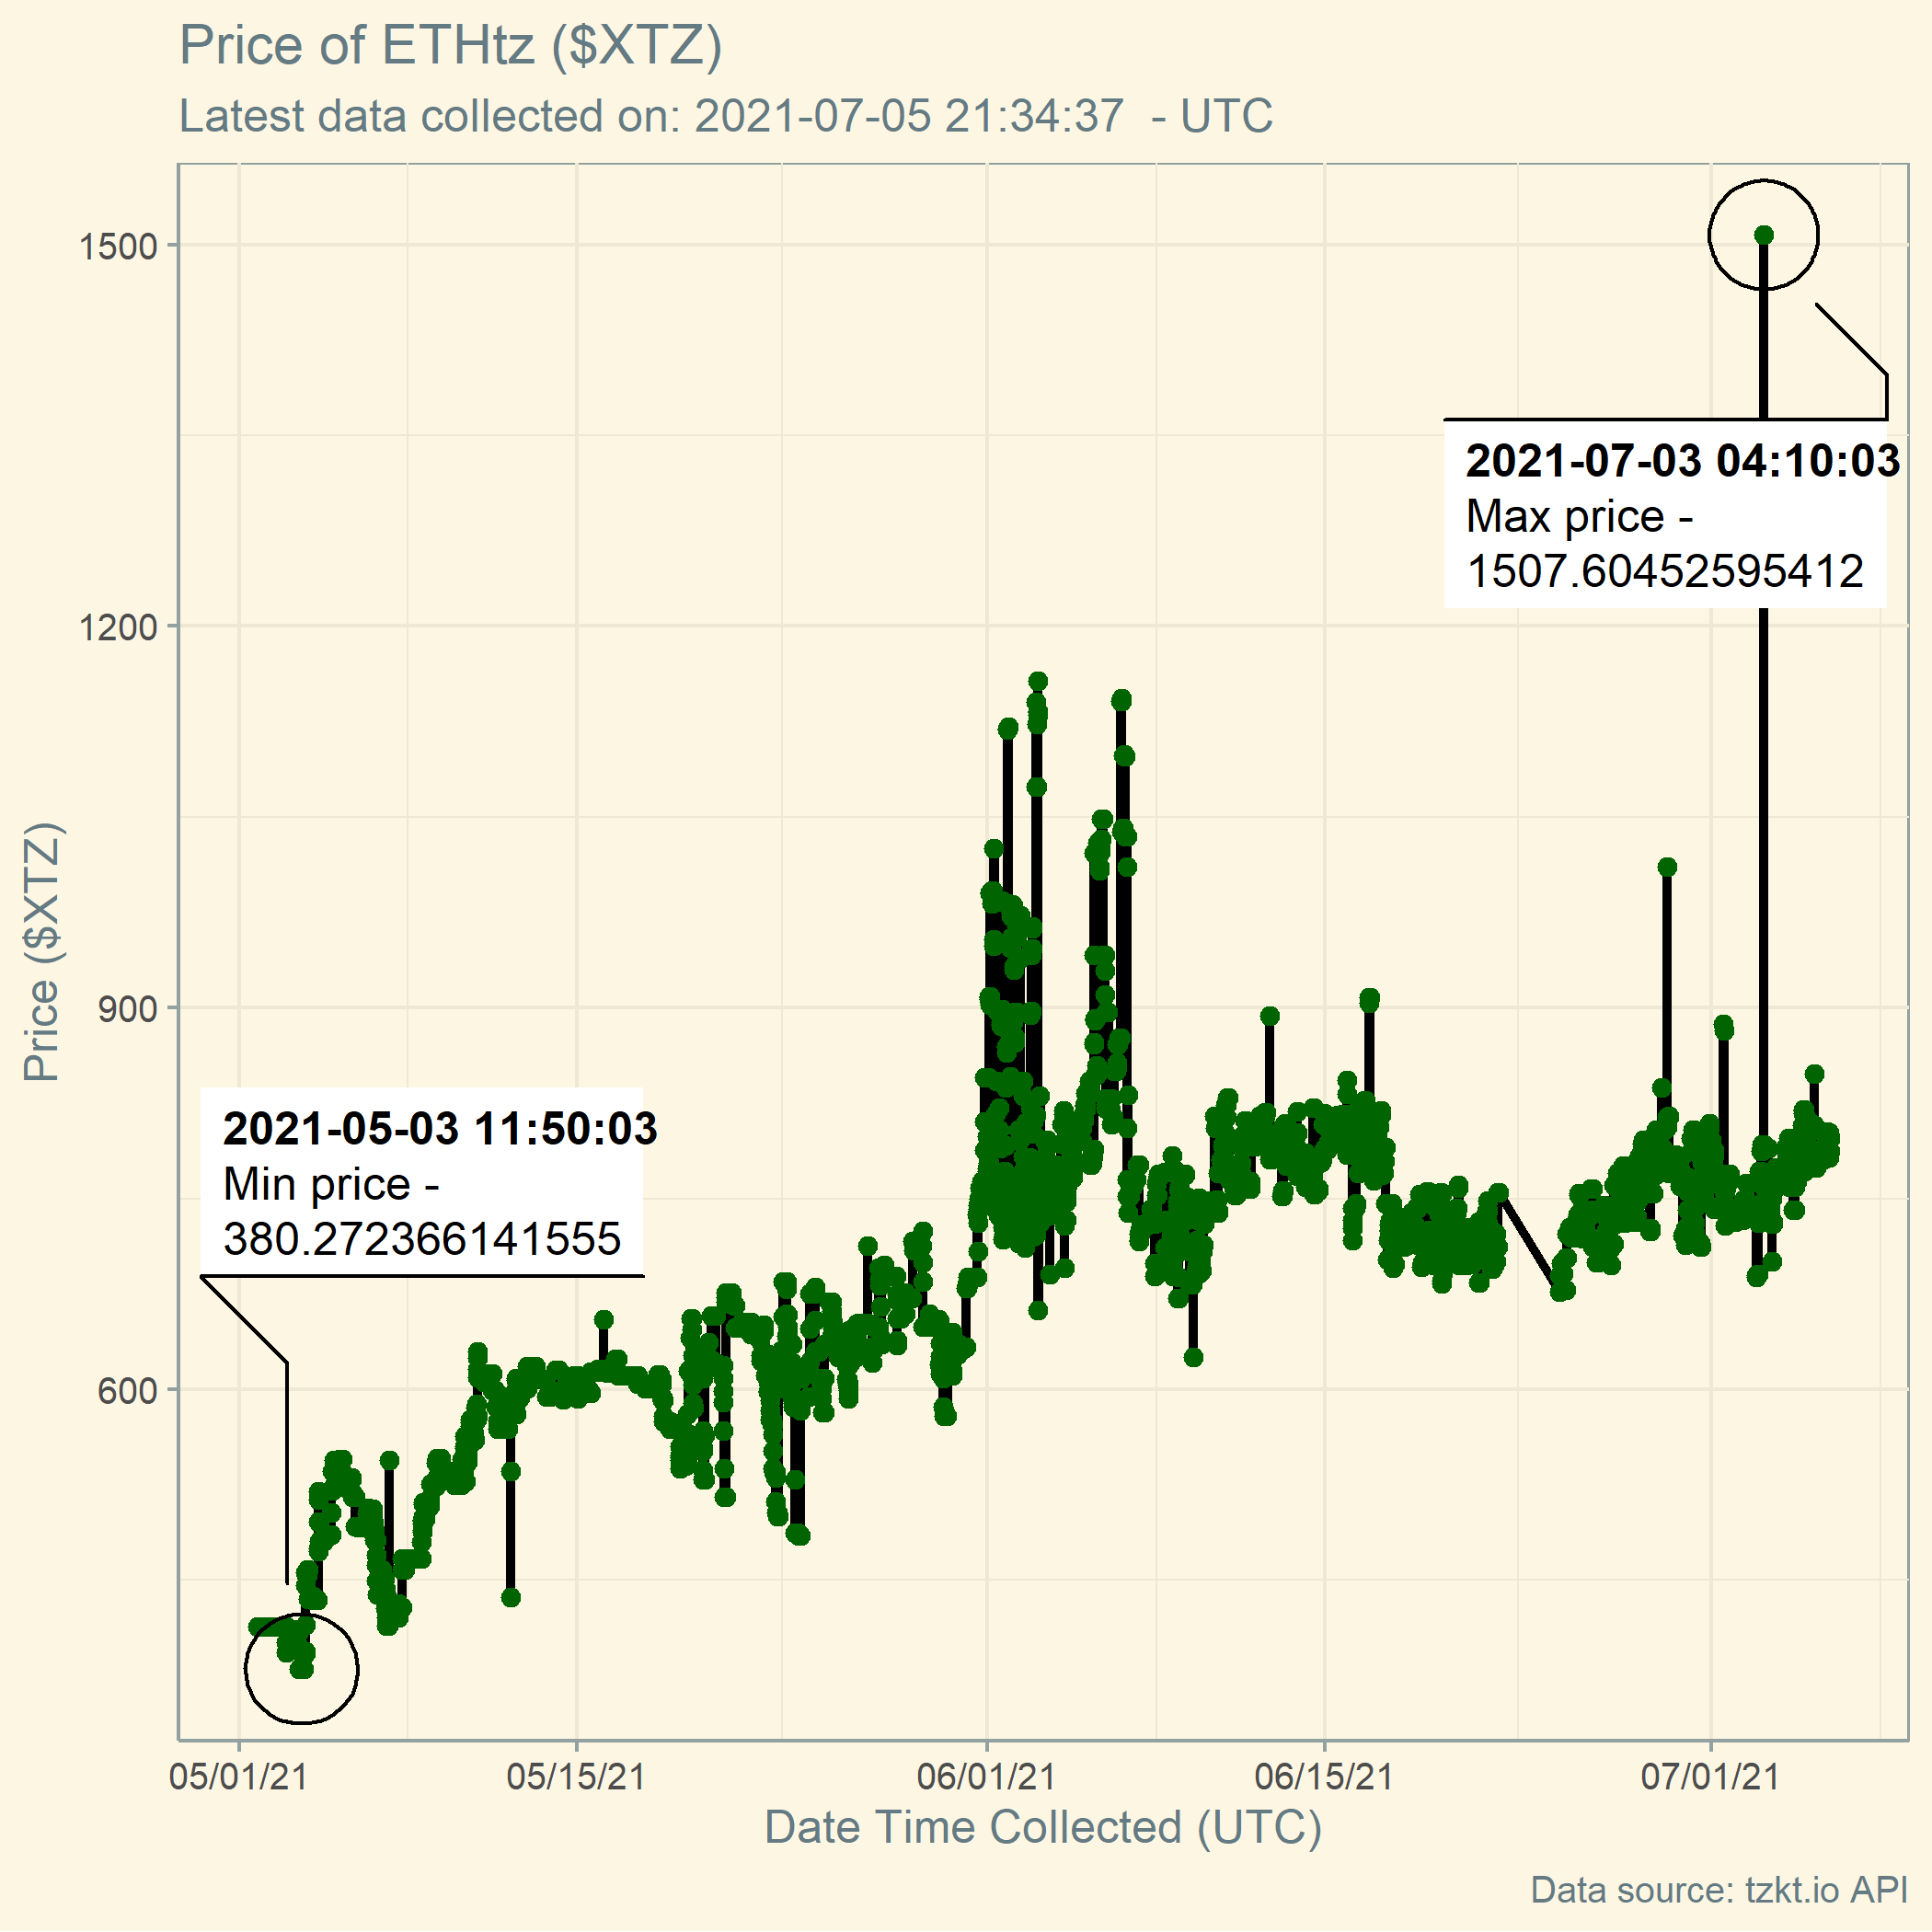 Price of ETHtz ($XTZ)
Latest data collected on: 2021-07-05 21:34:37  - UTC
1500
1200
900
600
Price ($XTZ)
2021-07-03 04:10:03
Max price -
1507.60452595412
2021-05-03 11:50:03
Min price -
380.272366141555
05/01/21
05/15/21
06/01/21
06/15/21
07/01/21
Date Time Collected (UTC)
Data source: tzkt.io API